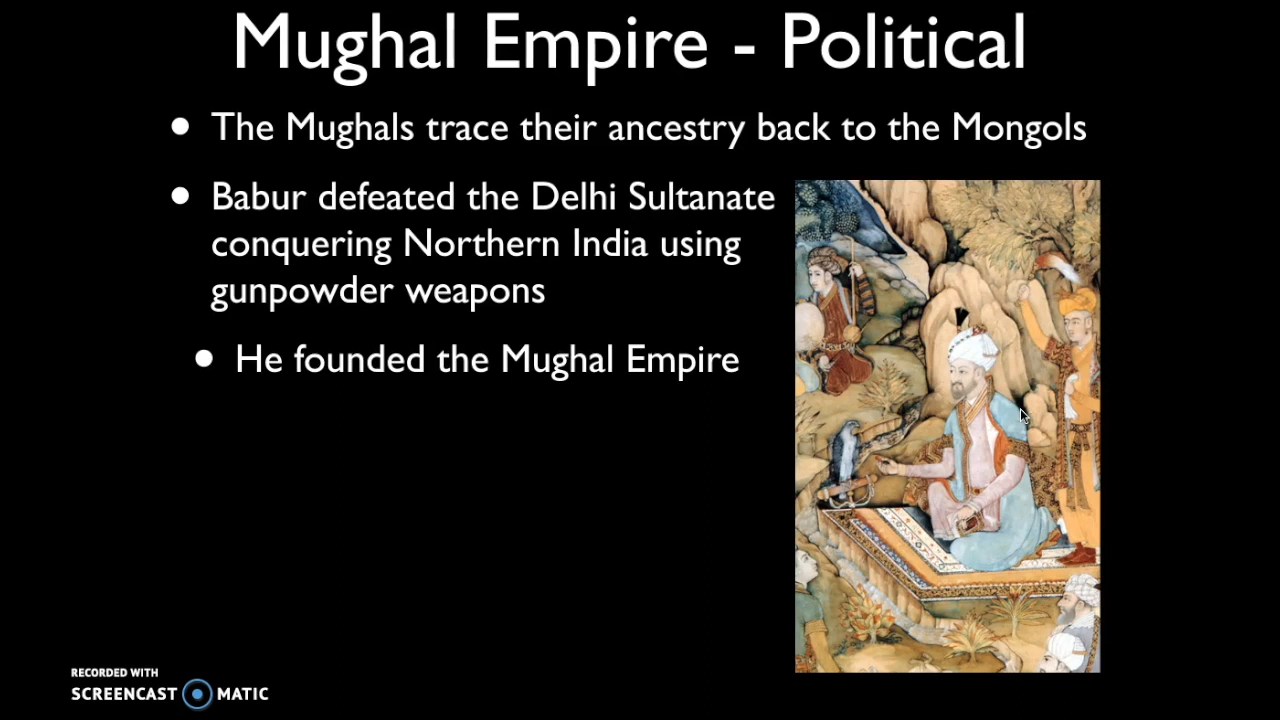 Mughal Empire - Political
• The Mughals trace their ancestry back to the Mongols
• Babur defeated the Delhi Sultanate
conquering Northern India using
gunpowder weapons
• He founded the Mughal Empire
RECORDED WITH
SCREENCAST MATIC